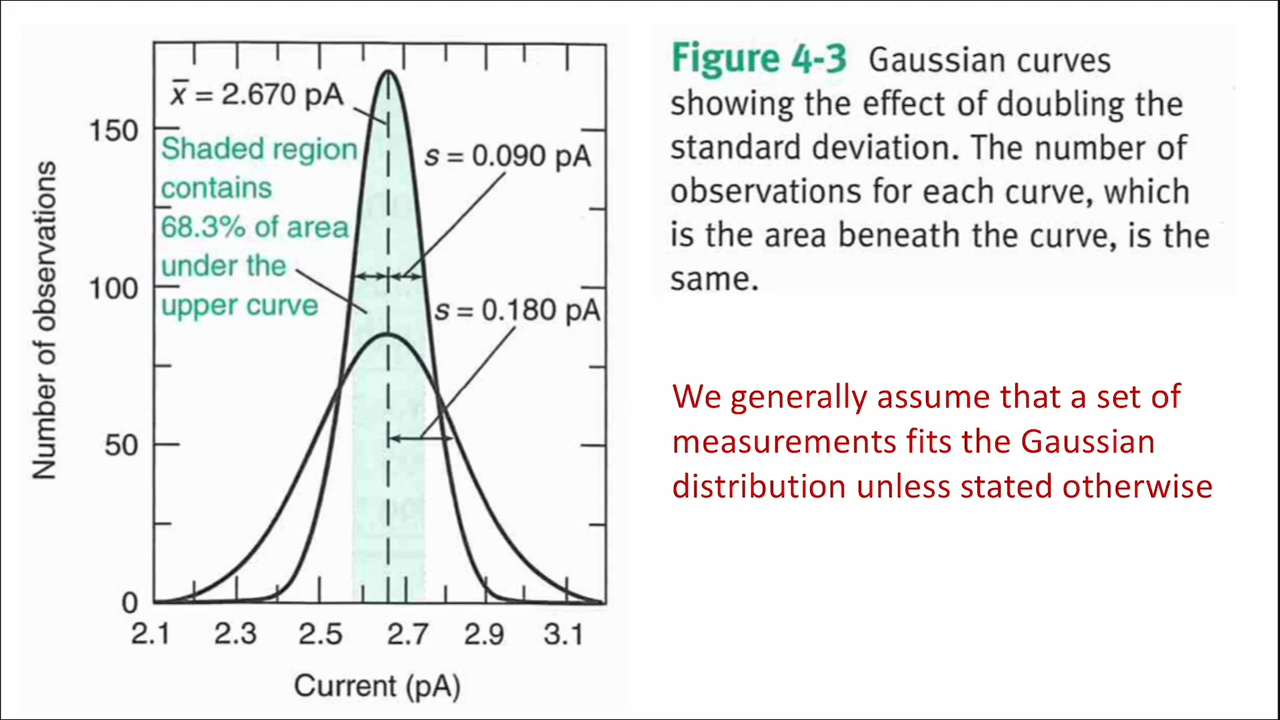 x̄ = 2.670 pA
Shaded region
contains
68.3% of area
under the
upper curve
s = 0.090 pA
s = 0.180 pA
Number of observations
150
100
50
0
2.1 2.3 2.5 2.7 2.9 3.1
Current (pA)
Figure 4-3 Gaussian curves
showing the effect of doubling the
standard deviation. The number of
observations for each curve, which
is the area beneath the curve, is the
same.
We generally assume that a set of
measurements fits the Gaussian
distribution unless stated otherwise